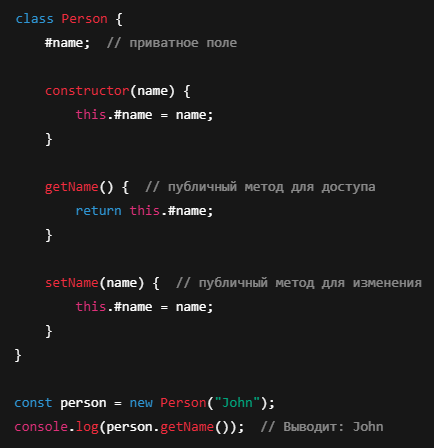 class Person {
    #name;  // приватное поле

    constructor(name) {
        this.#name = name;
    }

    getName() {  // публичный метод для доступа
        return this.#name;
    }

    setName(name) {  // публичный метод для изменения
        this.#name = name;
    }
}

const person = new Person("John");
console.log(person.getName());  // Выводит: John